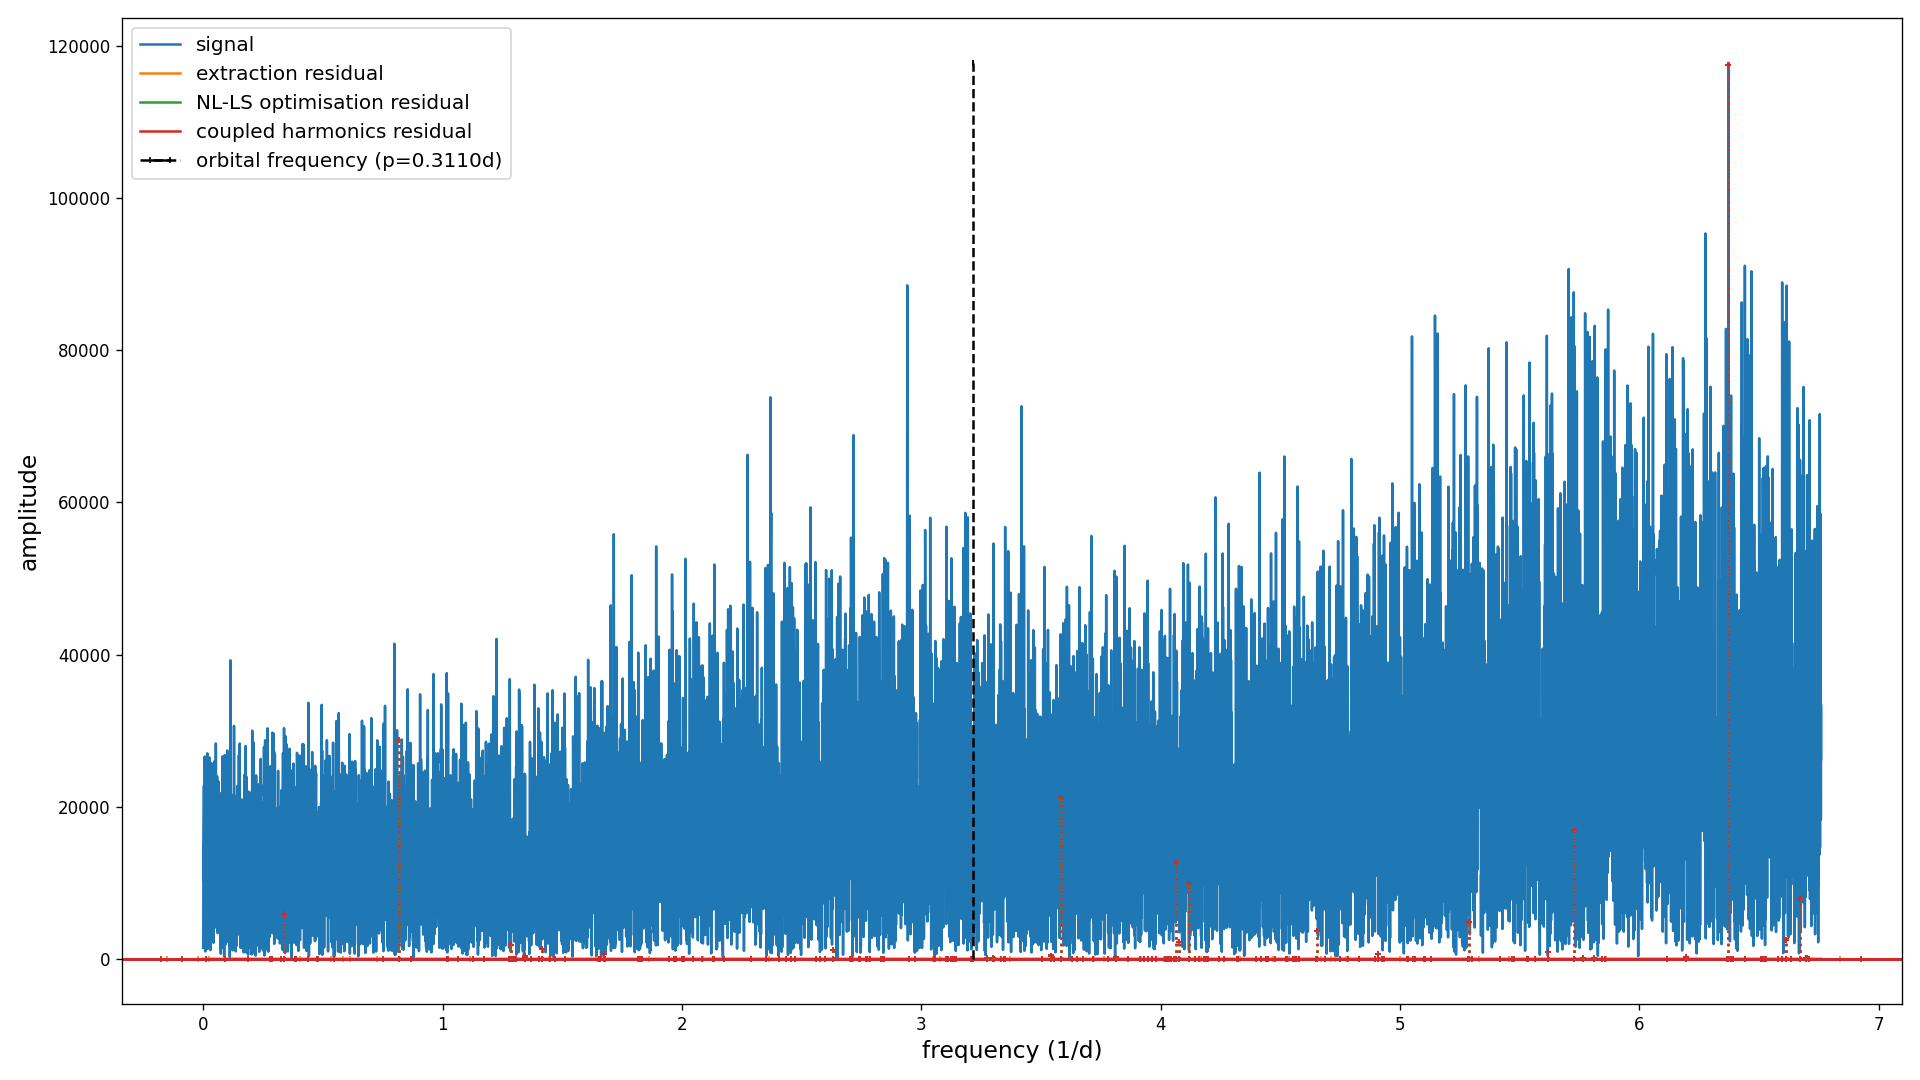 120000
100000
80000
60000
40000
20000
0
amplitude
signal
extraction residual
NL-LS optimisation residual
coupled harmonics residual
orbital frequency (p=0.3110d)
0 1 2 3 4 5 6 7
frequency (1/d)